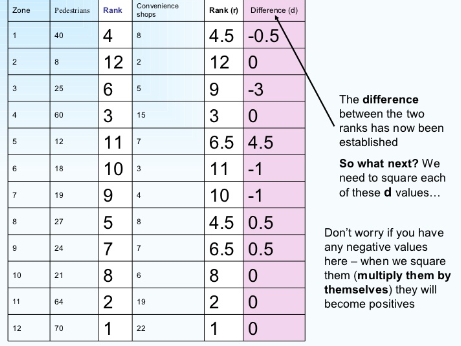 Zone Pedestrians Rank Convenience shops Rank (r) Difference (d)
1 40 4 8 4.5 -0.5
2 8 12 2 12 0
3 25 6 5 9 -3
4 60 3 15 3 0
5 12 11 7 6.5 4.5
6 18 10 3 11 -1
7 19 9 4 10 -1
8 27 5 8 4.5 0.5
9 24 7 7 6.5 0.5
10 21 8 6 8 0
11 64 2 19 2 0
12 70 1 22 1 0
The difference
between the two
ranks has now been
established
So what next? We
need to square each
of these d values…
Don't worry if you have
any negative values
here – when we square
them (multiply them by
themselves) they will
become positives